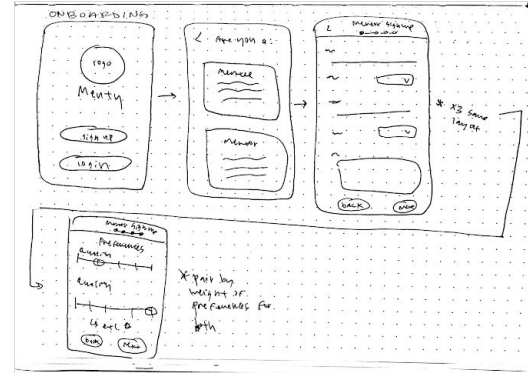 ONBOARDING
logo
Menty
sign up
login
< Are you a:
Mentee
Mentor
< Mentor Signup
back
* x3 same
layout
Mentor Signup
Preferences
back
next
* pair by
weight of
preferences for
both